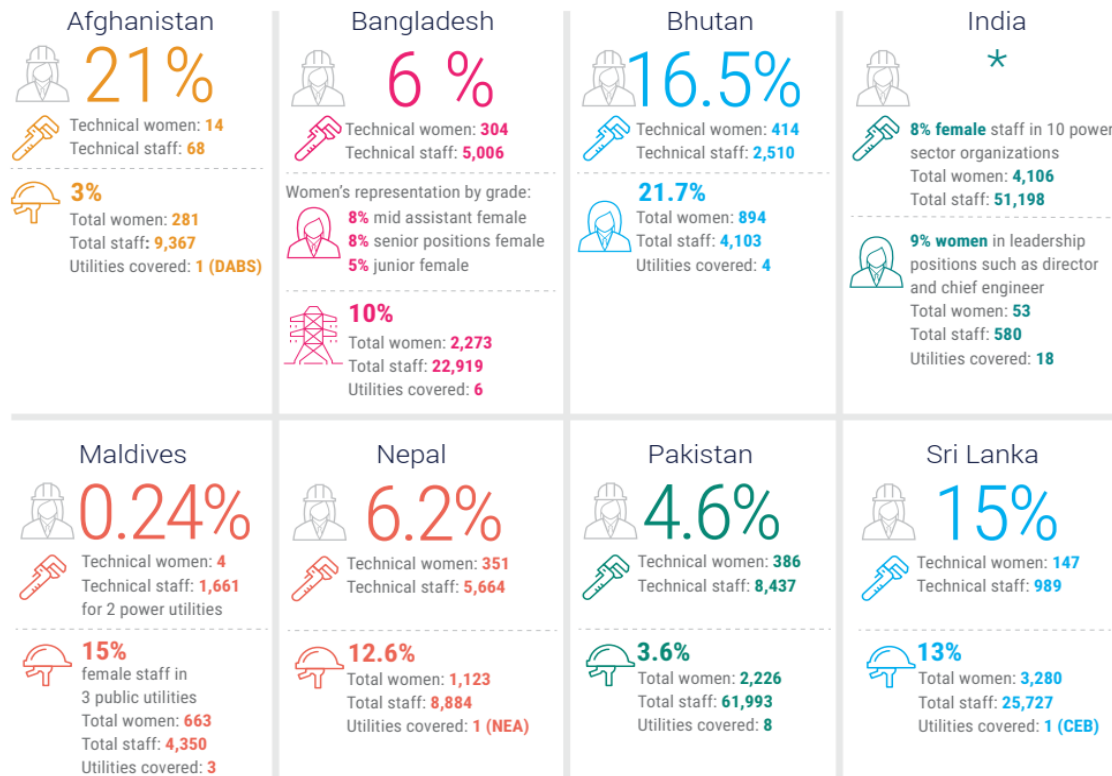 Afghanistan
21%
Technical women: 14
Technical staff: 68
3%
Total women: 281
Total staff: 9,367
Utilities covered: 1 (DABS)
Bangladesh
6 %
Technical women: 304
Technical staff: 5,006
Women's representation by grade:
8% mid assistant female
8% senior positions female
5% junior female
10%
Total women: 2,273
Total staff: 22,919
Utilities covered: 6
Bhutan
16.5%
Technical women: 414
Technical staff: 2,510
21.7%
Total women: 894
Total staff: 4,103
Utilities covered: 4
India
*
8% female staff in 10 power
sector organizations
Total women: 4,106
Total staff: 51,198
9% women in leadership
positions such as director
and chief engineer
Total women: 53
Total staff: 580
Utilities covered: 18
Maldives
0.24%
Technical women: 4
Technical staff: 1,661
for 2 power utilities
15%
female staff in
3 public utilities
Total women: 663
Total staff: 4,350
Utilities covered: 3
Nepal
6.2%
Technical women: 351
Technical staff: 5,664
12.6%
Total women: 1,123
Total staff: 8,884
Utilities covered: 1 (NEA)
Pakistan
4.6%
Technical women: 386
Technical staff: 8,437
3.6%
Total women: 2,226
Total staff: 61,993
Utilities covered: 8
Sri Lanka
15%
Technical women: 147
Technical staff: 989
13%
Total women: 3,280
Total staff: 25,727
Utilities covered: 1 (CEB)